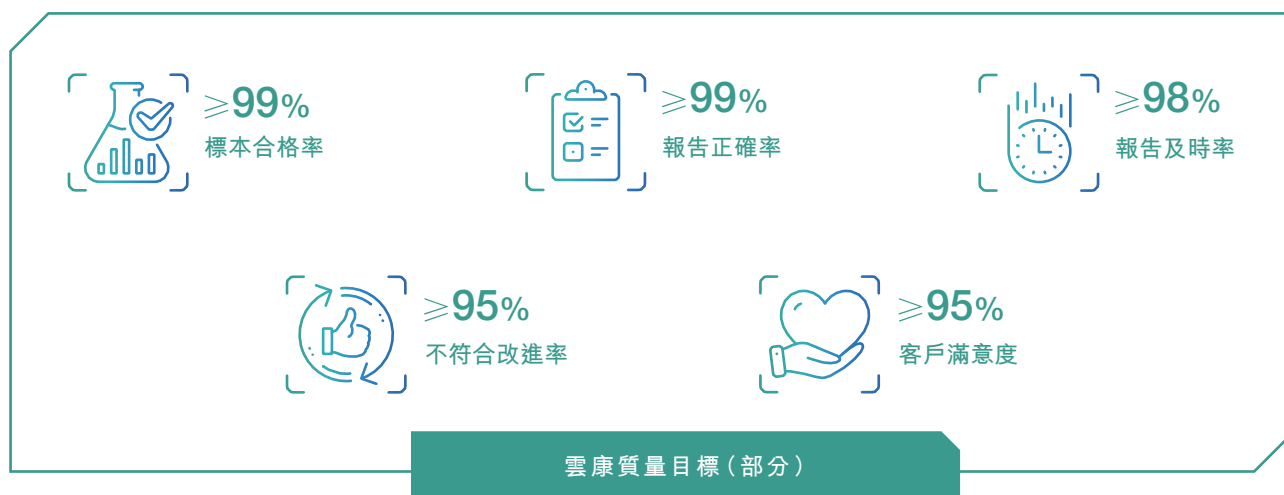 ⩾99%
標本合格率
⩾99%
報告正確率
⩾98%
報告及時率
⩾95%
不符合改進率
⩾95%
客戶滿意度
雲康質量目標（部分）